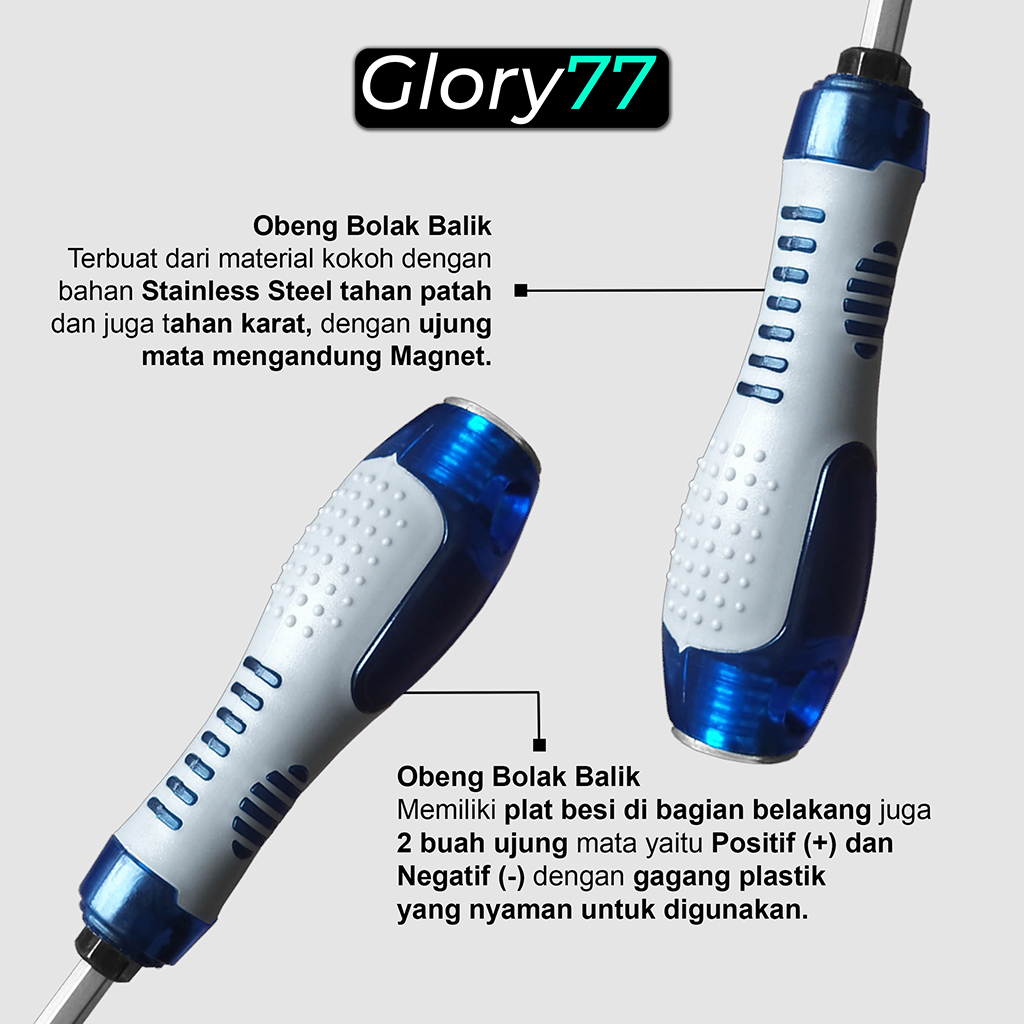 Glory77
Obeng Bolak Balik
Terbuat dari material kokoh dengan
bahan Stainless Steel tahan patah
dan juga tahan karat, dengan ujung
mata mengandung Magnet.
Obeng Bolak Balik
Memiliki plat besi di bagian belakang juga
2 buah ujung mata yaitu Positif (+) dan
Negatif (-) dengan gagang plastik
yang nyaman untuk digunakan.